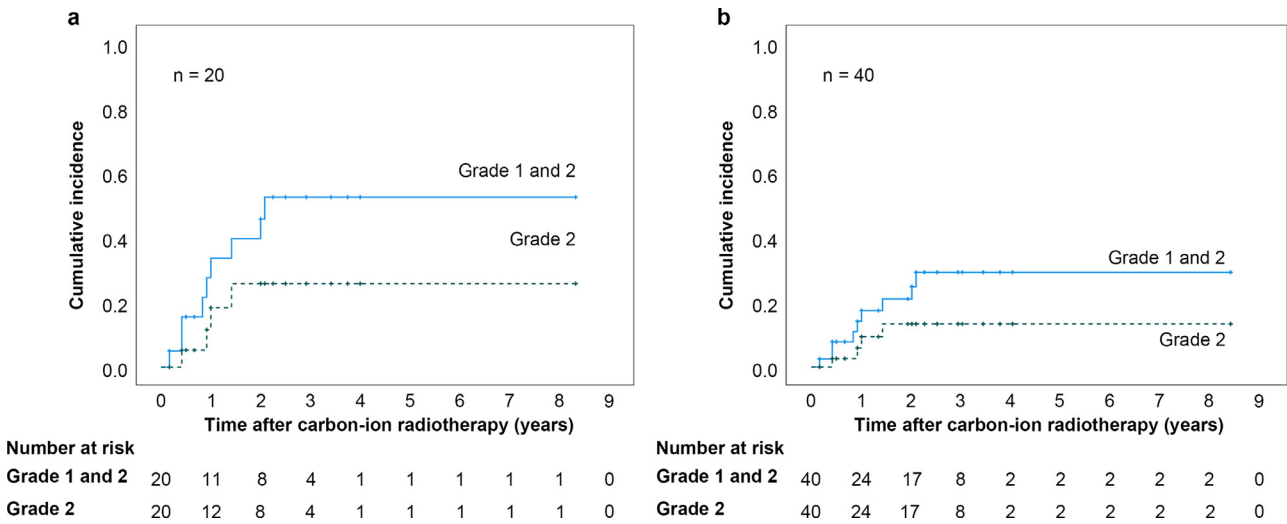 a
Cumulative incidence
1.0
0.8
0.6
0.4
0.2
0.0
n = 20
Grade 1 and 2
Grade 2
0 1 2 3 4 5 6 7 8 9
Time after carbon-ion radiotherapy (years)
Number at risk
Grade 1 and 2 20 11 8 4 1 1 1 1 1 0
Grade 2 20 12 8 4 1 1 1 1 1 0
b
Cumulative incidence
1.0
0.8
0.6
0.4
0.2
0.0
n = 40
Grade 1 and 2
Grade 2
0 1 2 3 4 5 6 7 8 9
Time after carbon-ion radiotherapy (years)
Number at risk
Grade 1 and 2 40 24 17 8 2 2 2 2 2 0
Grade 2 40 24 17 8 2 2 2 2 2 0